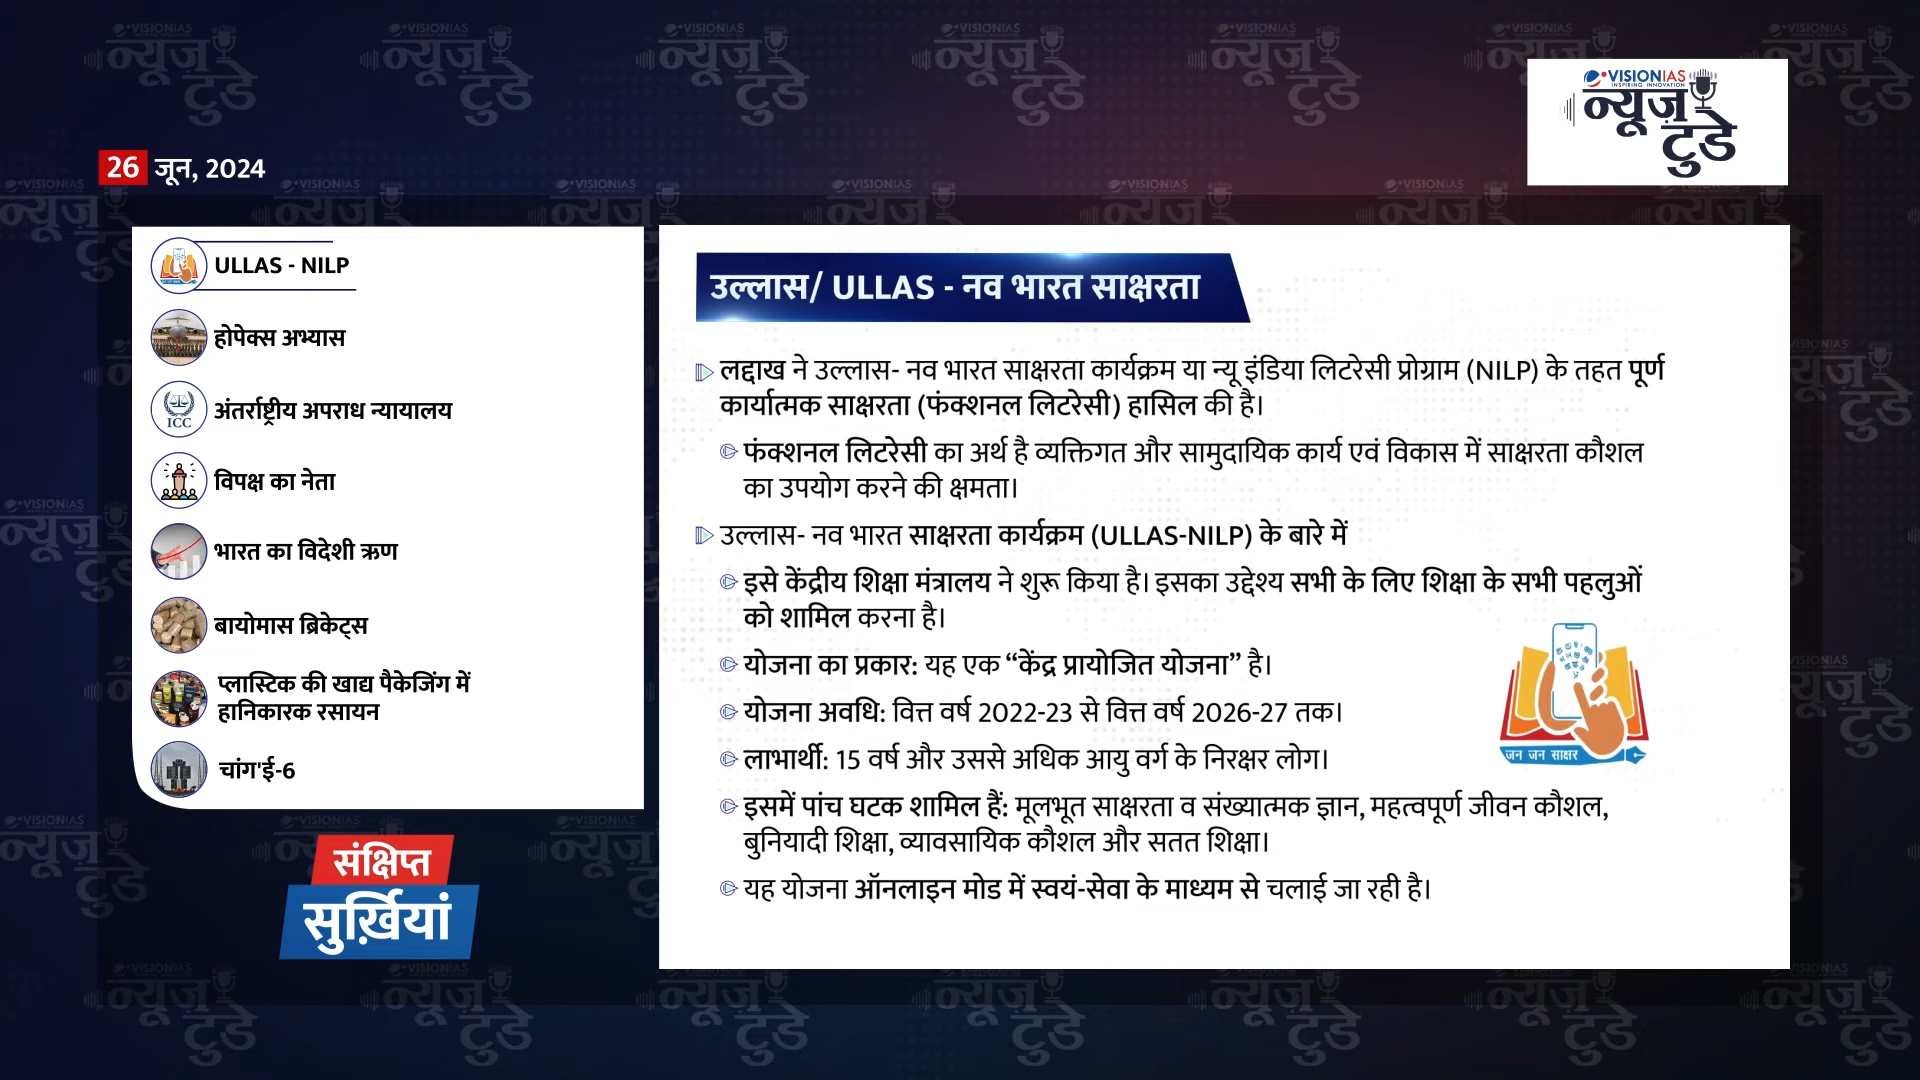 VISIONIAS
INSPIRING INNOVATION
न्यूज़
टुडे
26 जून, 2024
ULLAS - NILP
होपेक्स अभ्यास
ICC
अंतर्राष्ट्रीय अपराध न्यायालय
विपक्ष का नेता
भारत का विदेशी ऋण
बायोमास ब्रिकेट्स
प्लास्टिक की खाद्य पैकेजिंग में
हानिकारक रसायन
चांग'ई-6
संक्षिप्त
सुर्ख़ियां
उल्लास/ ULLAS - नव भारत साक्षरता
लद्दाख ने उल्लास- नव भारत साक्षरता कार्यक्रम या न्यू इंडिया लिटरेसी प्रोग्राम (NILP) के तहत पूर्ण
कार्यात्मक साक्षरता (फंक्शनल लिटरेसी) हासिल की है।
फंक्शनल लिटरेसी का अर्थ है व्यक्तिगत और सामुदायिक कार्य एवं विकास में साक्षरता कौशल
का उपयोग करने की क्षमता।
उल्लास- नव भारत साक्षरता कार्यक्रम (ULLAS-NILP) के बारे में
इसे केंद्रीय शिक्षा मंत्रालय ने शुरू किया है। इसका उद्देश्य सभी के लिए शिक्षा के सभी पहलुओं
को शामिल करना है।
योजना का प्रकार: यह एक “केंद्र प्रायोजित योजना” है।
योजना अवधि: वित्त वर्ष 2022-23 से वित्त वर्ष 2026-27 तक।
लाभार्थी: 15 वर्ष और उससे अधिक आयु वर्ग के निरक्षर लोग।
जन जन साक्षर
इसमें पांच घटक शामिल हैं: मूलभूत साक्षरता व संख्यात्मक ज्ञान, महत्वपूर्ण जीवन कौशल,
बुनियादी शिक्षा, व्यावसायिक कौशल और सतत शिक्षा।
यह योजना ऑनलाइन मोड में स्वयं-सेवा के माध्यम से चलाई जा रही है।